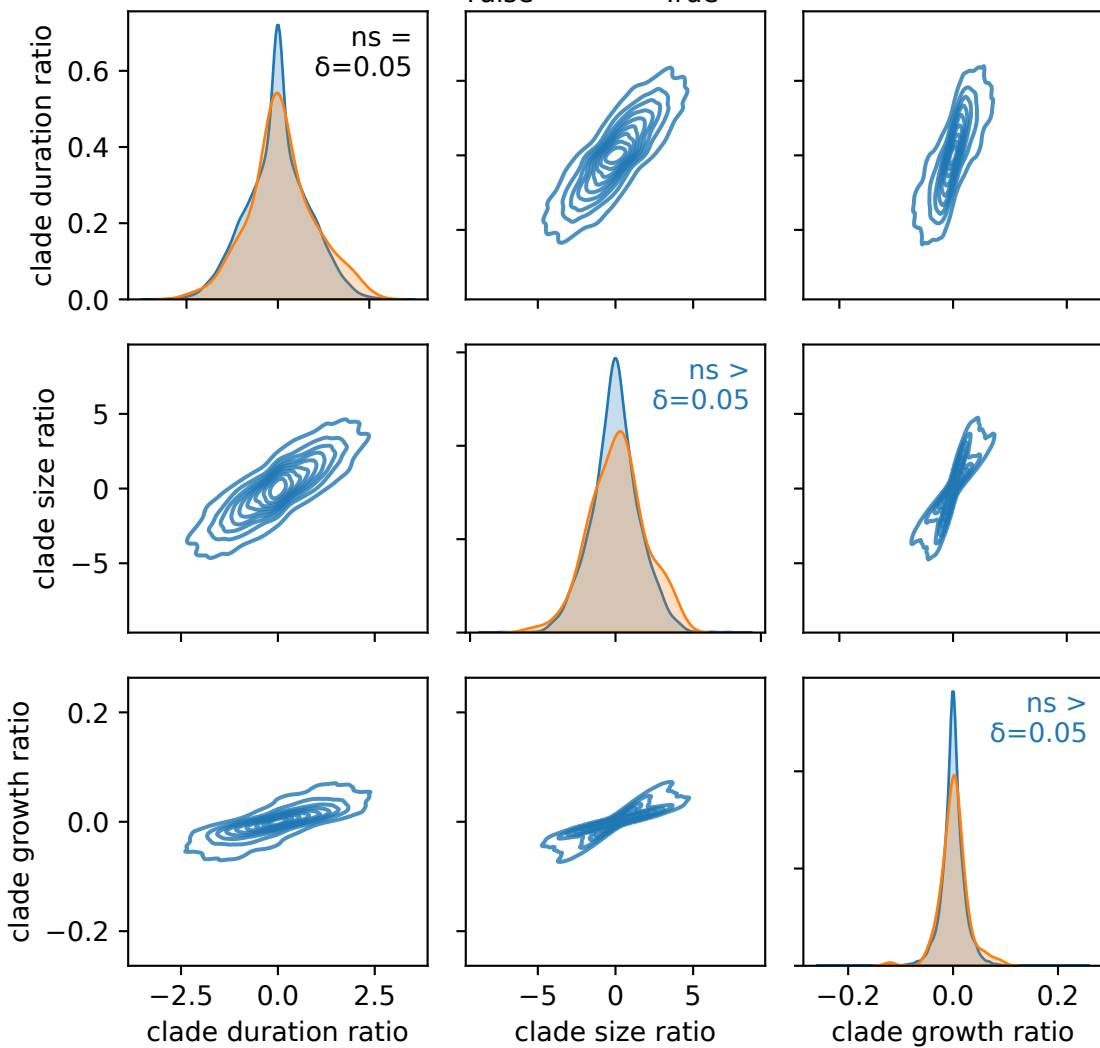 clade duration ratio
0.6
0.4
0.2
0.0
ns =
δ=0.05
clade size ratio
5
0
−5
ns >
δ=0.05
clade growth ratio
0.2
0.0
−0.2
ns >
δ=0.05
−2.5 0.0 2.5
−5 0 5
−0.2 0.0 0.2
clade duration ratio
clade size ratio
clade growth ratio